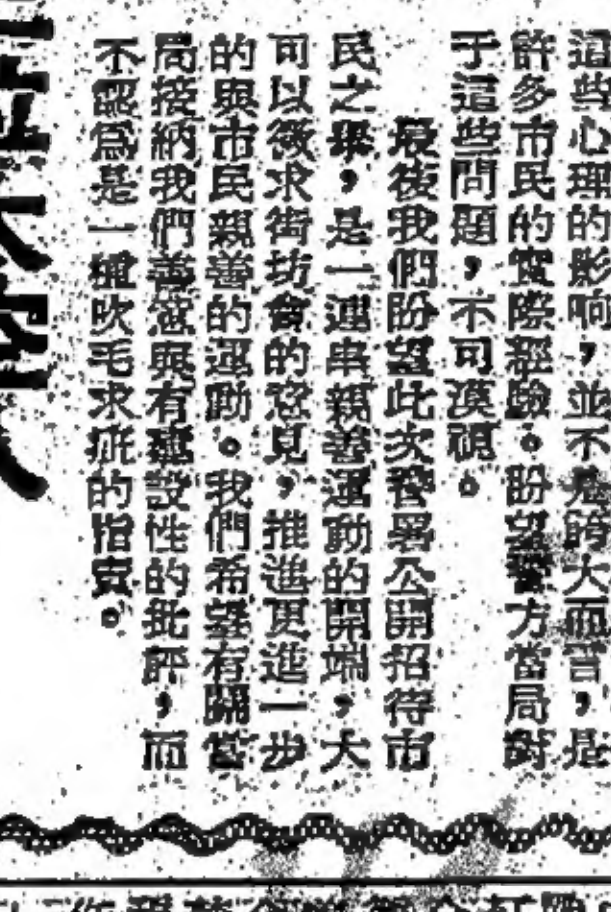 這些心理的影响，並不是誇大而言，是
許多市民的實際經驗。盼望警方當局對
于這些問題，不可漠視。
最後我們盼望此次警署公開招待市
民之舉，是一連串親善運動的開端，大
可以徵求街坊會的意見，推進更進一步
的與市民親善的運動。我們希望有關當
局接納我們善意與有建設性的批評，而
不認爲是一種吹毛求疵的指責。